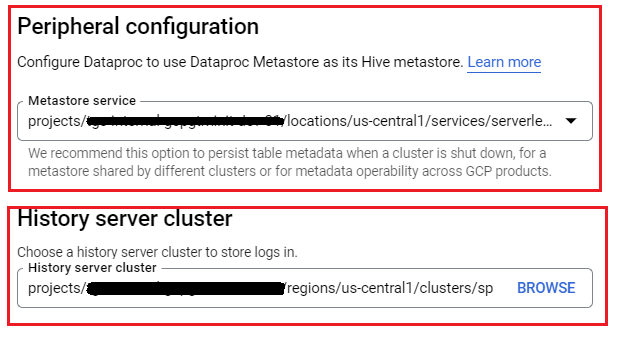 Peripheral configuration
Configure Dataproc to use Dataproc Metastore as its Hive metastore. Learn more
Metastore service
projects/ /locations/us-central1/services/serverle...
We recommend this option to persist table metadata when a cluster is shut down, for a
metastore shared by different clusters or for metadata operability across GCP products.
History server cluster
Choose a history server cluster to store logs in.
History server cluster
projects/ /regions/us-central1/clusters/sp BROWSE